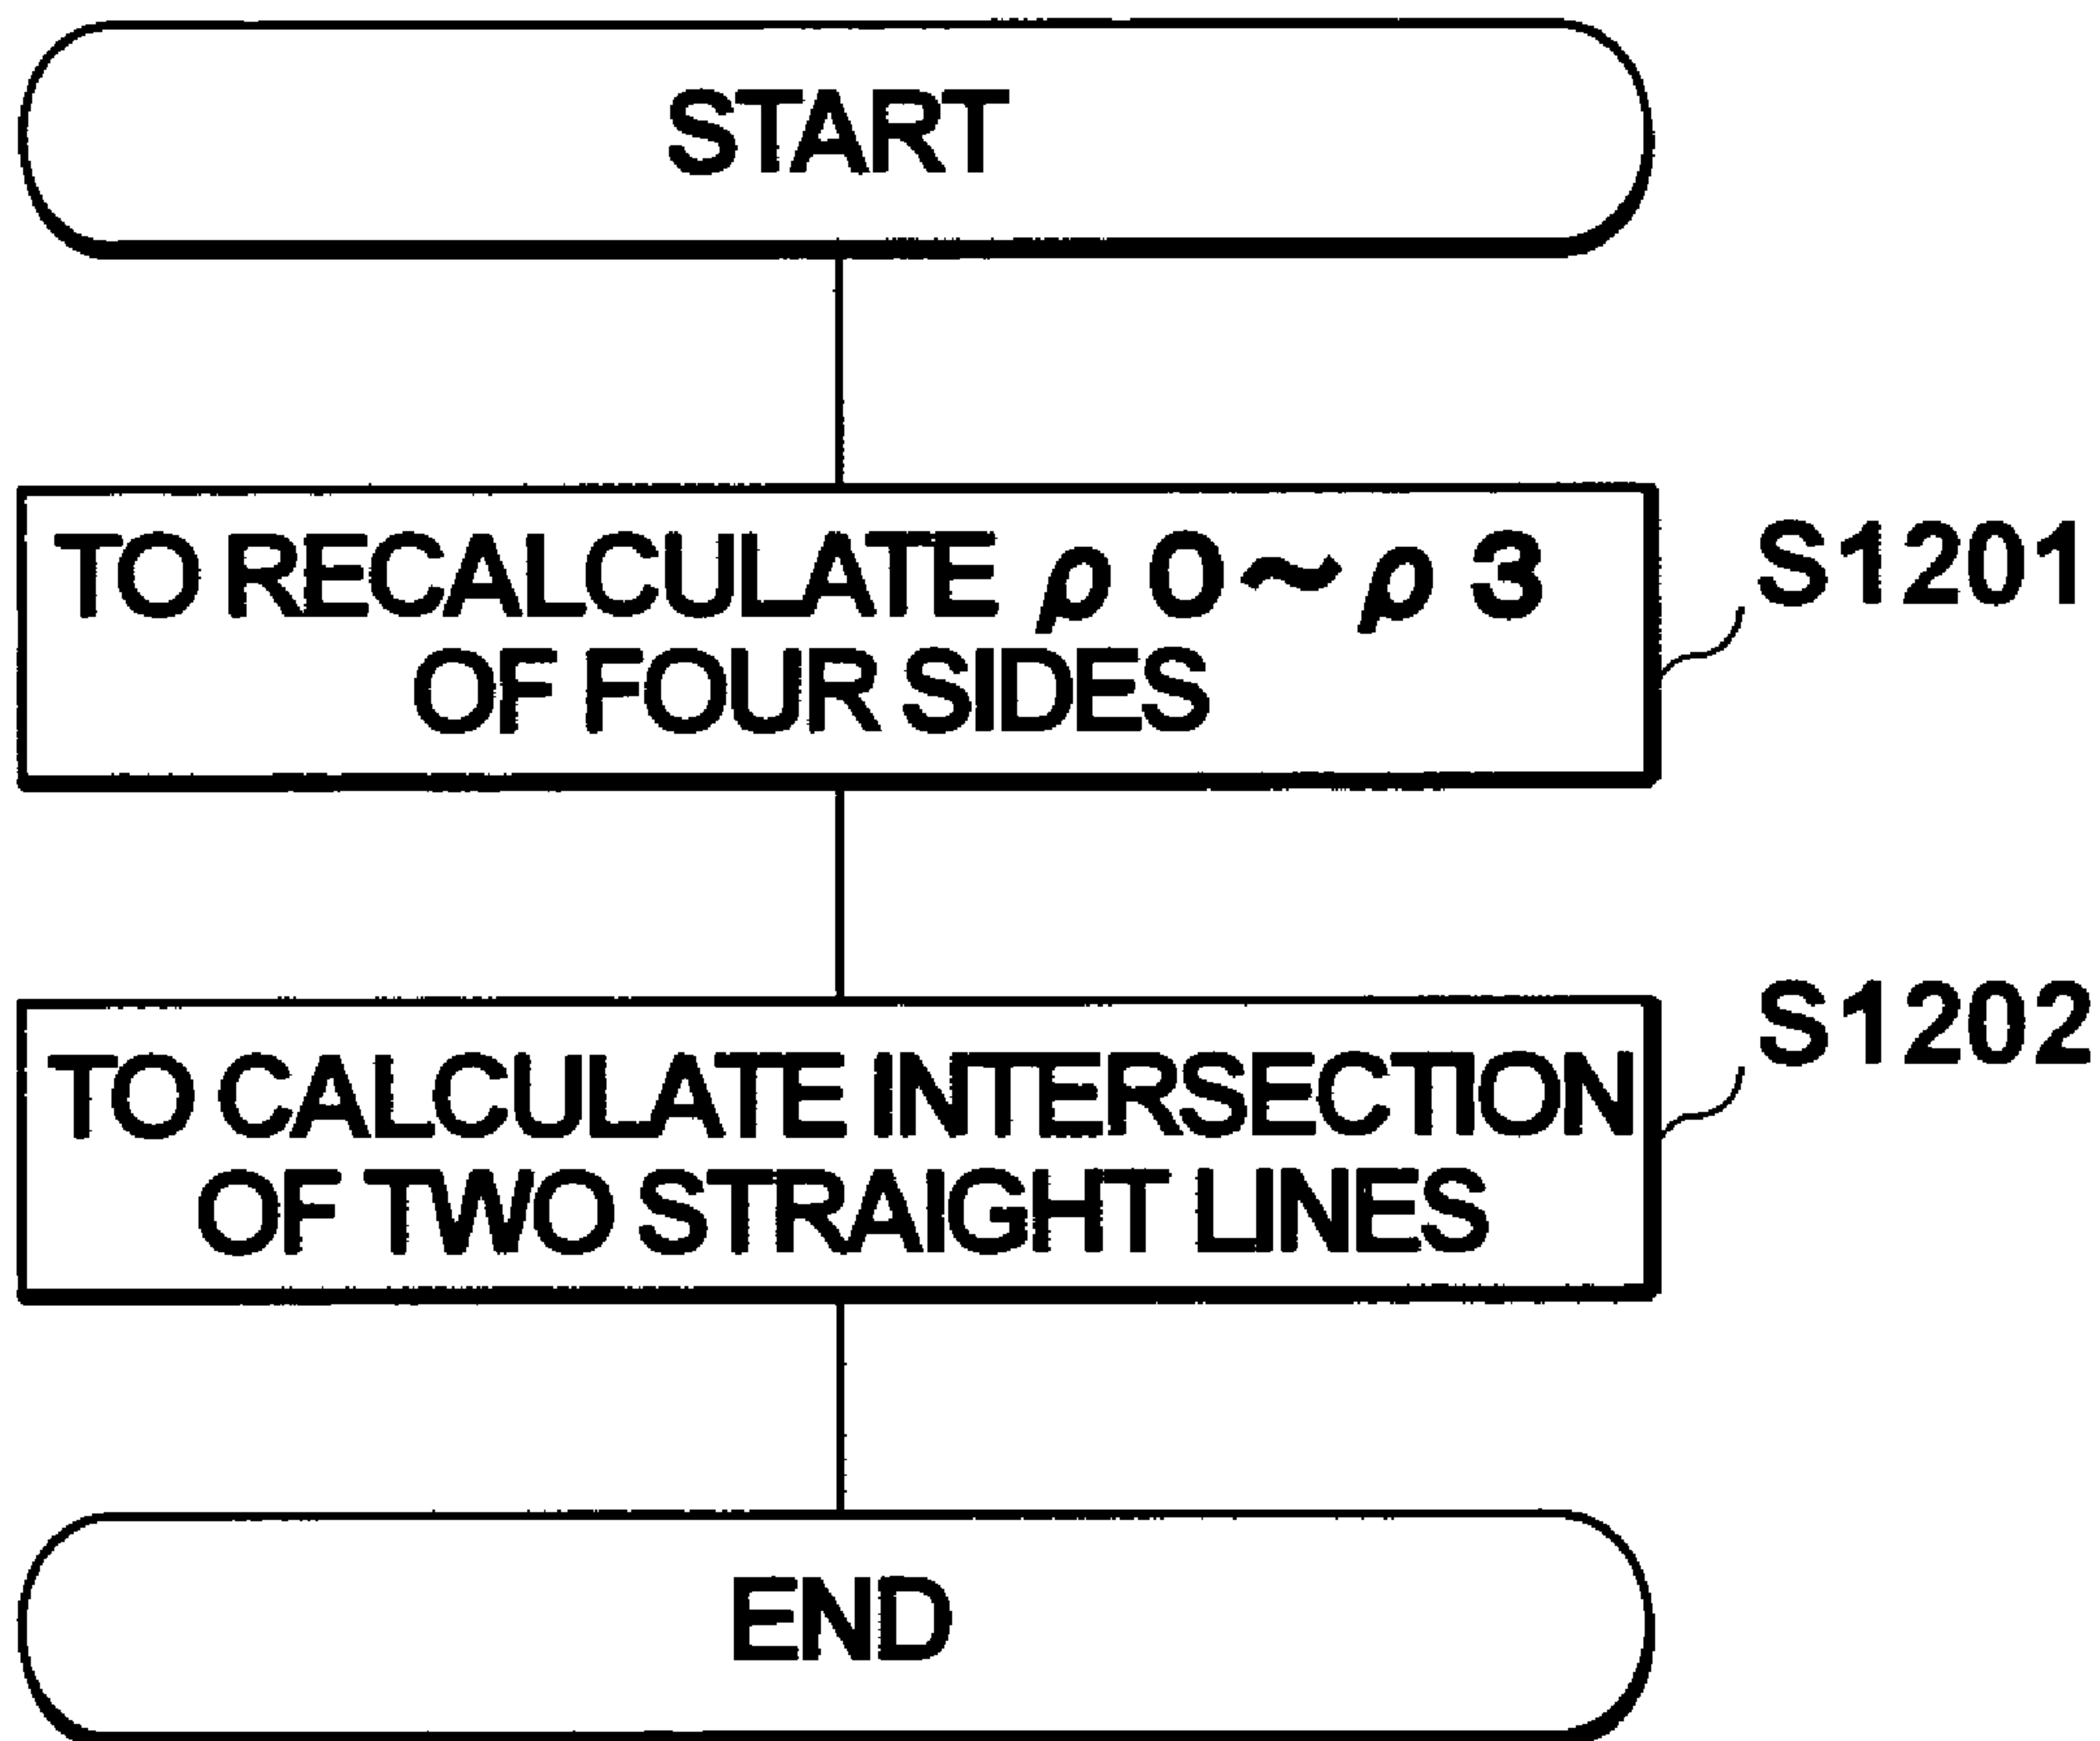 START
TO RECALCULATE ρ 0～ρ 3
OF FOUR SIDES
S1201
TO CALCULATE INTERSECTION
OF TWO STRAIGHT LINES
S1202
END